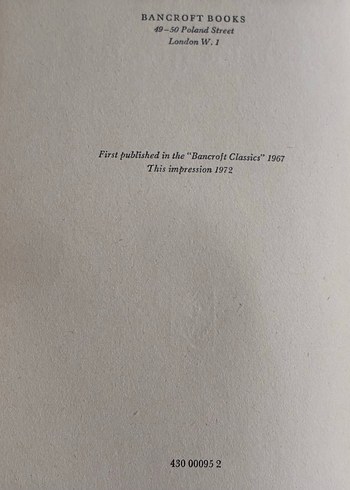 BANCROFT BOOKS
49–50 Poland Street
London W. 1
First published in the "Bancroft Classics" 1967
This impression 1972
430 00095 2